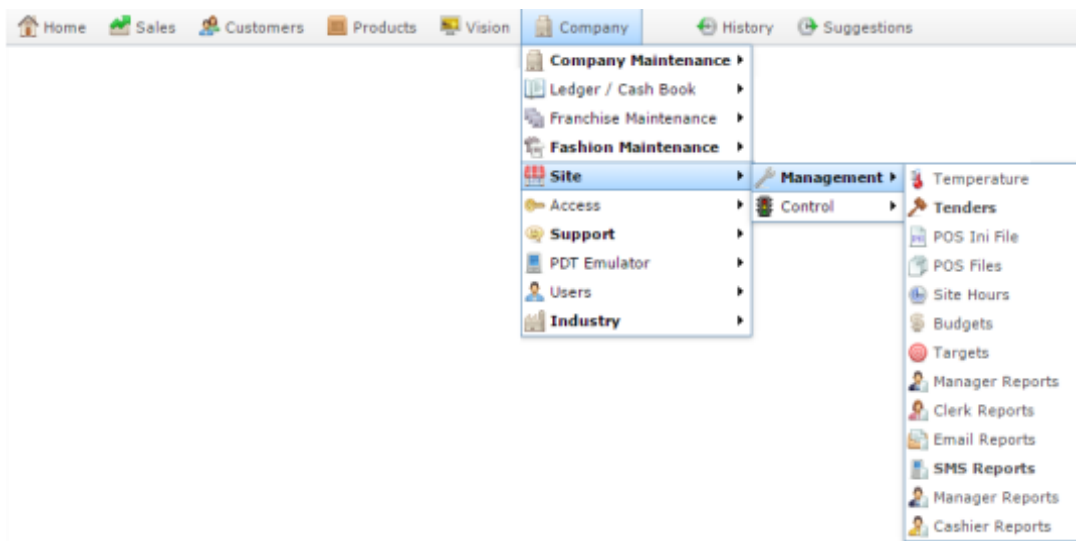 Home Sales Customers Products Vision Company History Suggestions
Company Maintenance
Ledger / Cash Book
Franchise Maintenance
Fashion Maintenance
Site
Access
Support
PDT Emulator
Users
Industry
Management
Control
Temperature
Tenders
POS Ini File
POS Files
Site Hours
Budgets
Targets
Manager Reports
Clerk Reports
Email Reports
SMS Reports
Manager Reports
Cashier Reports